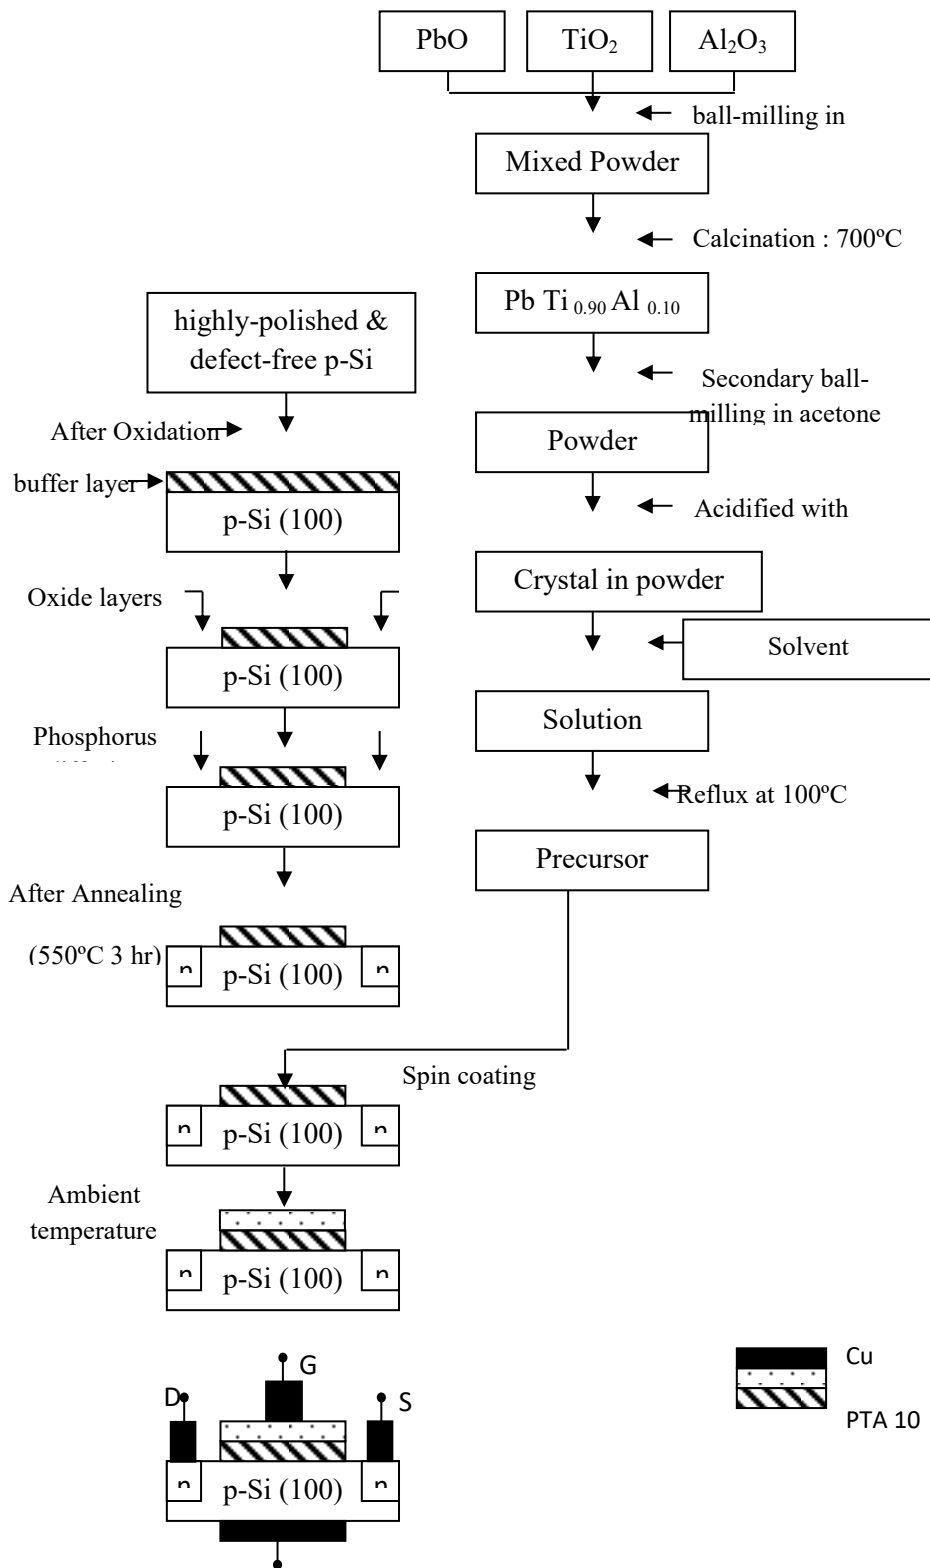 PbO
TiO₂
Al₂O₃
ball-milling in
Mixed Powder
Calcination : 700ºC
Pb Ti ₀.₉₀ Al ₀.₁₀
highly-polished &
defect-free p-Si
Secondary ball-
milling in acetone
After Oxidation
Powder
buffer layer
Acidified with
p-Si (100)
Crystal in powder
Oxide layers
Solvent
p-Si (100)
Solution
Phosphorus
Reflux at 100ºC
p-Si (100)
Precursor
After Annealing
(550ºC 3 hr)
n p-Si (100) n
Spin coating
n p-Si (100) n
Ambient
temperature
n p-Si (100) n
G
D
S
Cu
PTA 10
n p-Si (100) n